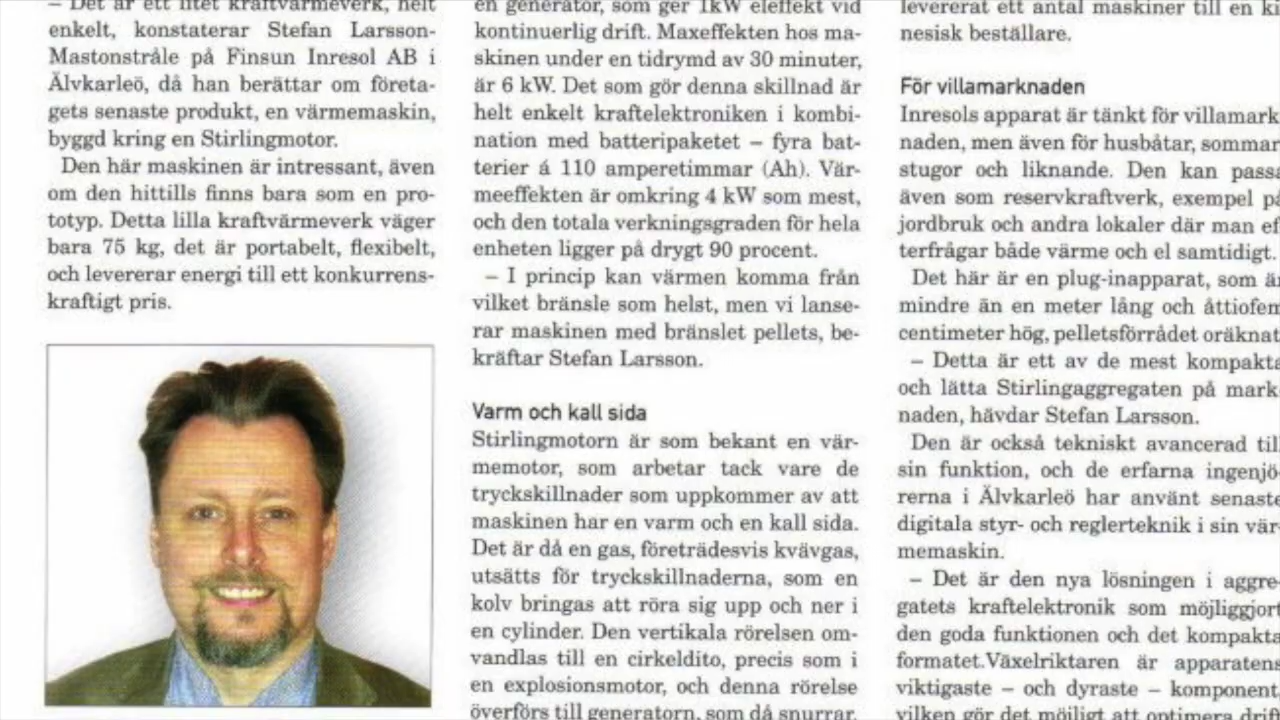 – Det är ett litet kraftvärmeverk, helt
enkelt, konstaterar Stefan Larsson-
Mastonstråle på Finsun Inresol AB i
Älvkarleö, då han berättar om företa-
gets senaste produkt, en värmemaskin,
byggd kring en Stirlingmotor.
Den här maskinen är intressant, även
om den hittills finns bara som en pro-
totyp. Detta lilla kraftvärmeverk väger
bara 75 kg, det är portabelt, flexibelt,
och levererar energi till ett konkurrens-
kraftigt pris.
en generator, som ger 1kW eleffekt vid
kontinuerlig drift. Maxeffekten hos ma-
skinen under en tidrymd av 30 minuter,
är 6 kW. Det som gör denna skillnad är
helt enkelt kraftelektroniken i kombi-
nation med batteripaketet – fyra bat-
terier á 110 amperetimmar (Ah). Vär-
meeffekten är omkring 4 kW som mest,
och den totala verkningsgraden för hela
enheten ligger på drygt 90 procent.
– I princip kan värmen komma från
vilket bränsle som helst, men vi lanse-
rar maskinen med bränslet pellets, be-
kräftar Stefan Larsson.
Varm och kall sida
Stirlingmotorn är som bekant en vär-
memotor, som arbetar tack vare de
tryckskillnader som uppkommer av att
maskinen har en varm och en kall sida.
Det är då en gas, företrädesvis kvävgas,
utsätts för tryckskillnaderna, som en
kolv bringas att röra sig upp och ner i
en cylinder. Den vertikala rörelsen om-
vandlas till en cirkeldito, precis som i
en explosionsmotor, och denna rörelse
överförs till generatorn, som då snurrar.
levererat ett antal maskiner till en ki
nesisk beställare.
För villamarknaden
Inresols apparat är tänkt för villamark
naden, men även för husbåtar, sommar
stugor och liknande. Den kan passa
även som reservkraftverk, exempel på
jordbruk och andra lokaler där man ef
terfrågar både värme och el samtidigt.
Det här är en plug-inapparat, som är
mindre än en meter lång och åttiofem
centimeter hög, pelletsförrådet oräknat
– Detta är ett av de mest kompakta
och lätta Stirlingaggregaten på mark
naden, hävdar Stefan Larsson.
Den är också tekniskt avancerad till
sin funktion, och de erfarna ingenjö
rerna i Älvkarleö har använt senaste
digitala styr- och reglerteknik i sin vär
memaskin.
– Det är den nya lösningen i aggre
gatets kraftelektronik som möjliggjort
den goda funktionen och det kompakta
formatet.Växelriktaren är apparatens
viktigaste – och dyraste – komponent
vilken gör det möjligt att optimera drift